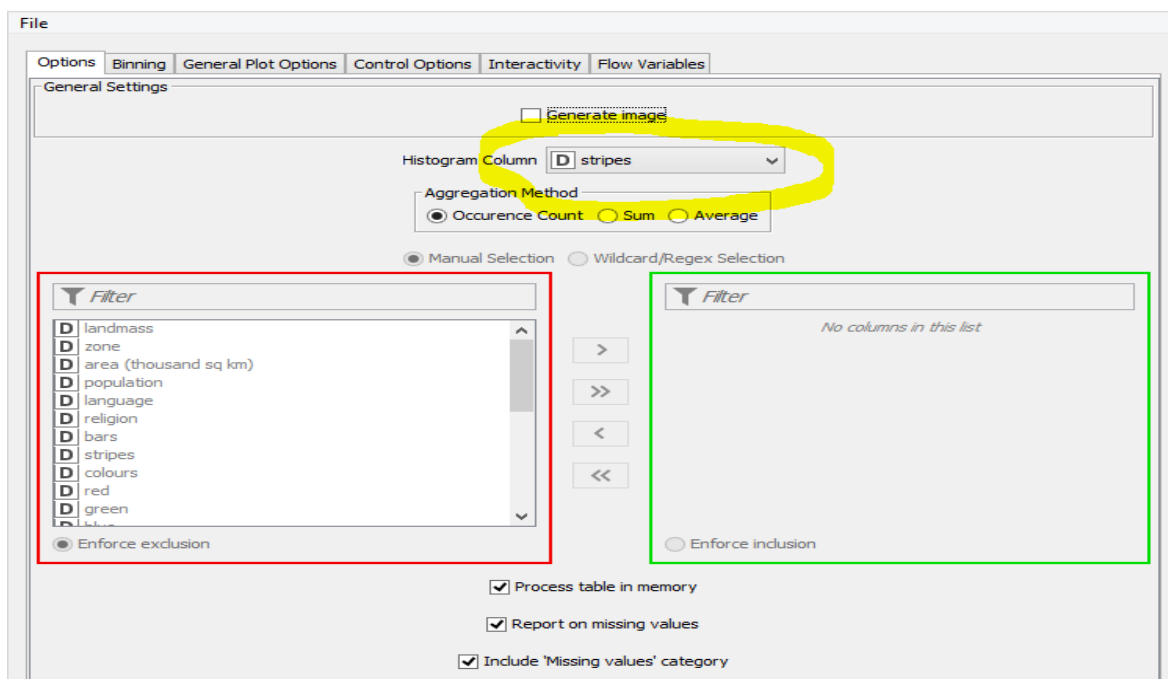 File
Options Binning General Plot Options Control Options Interactivity Flow Variables
General Settings
Generate image
Histogram Column D stripes
Aggregation Method
Occurence Count Sum Average
Manual Selection Wildcard/Regex Selection
Filter
D landmass
D zone
D area (thousand sq km)
D population
D language
D religion
D bars
D stripes
D colours
D red
D green
Enforce exclusion
>
>>
<
<<
Filter
No columns in this list
Enforce inclusion
Process table in memory
Report on missing values
Include 'Missing values' category